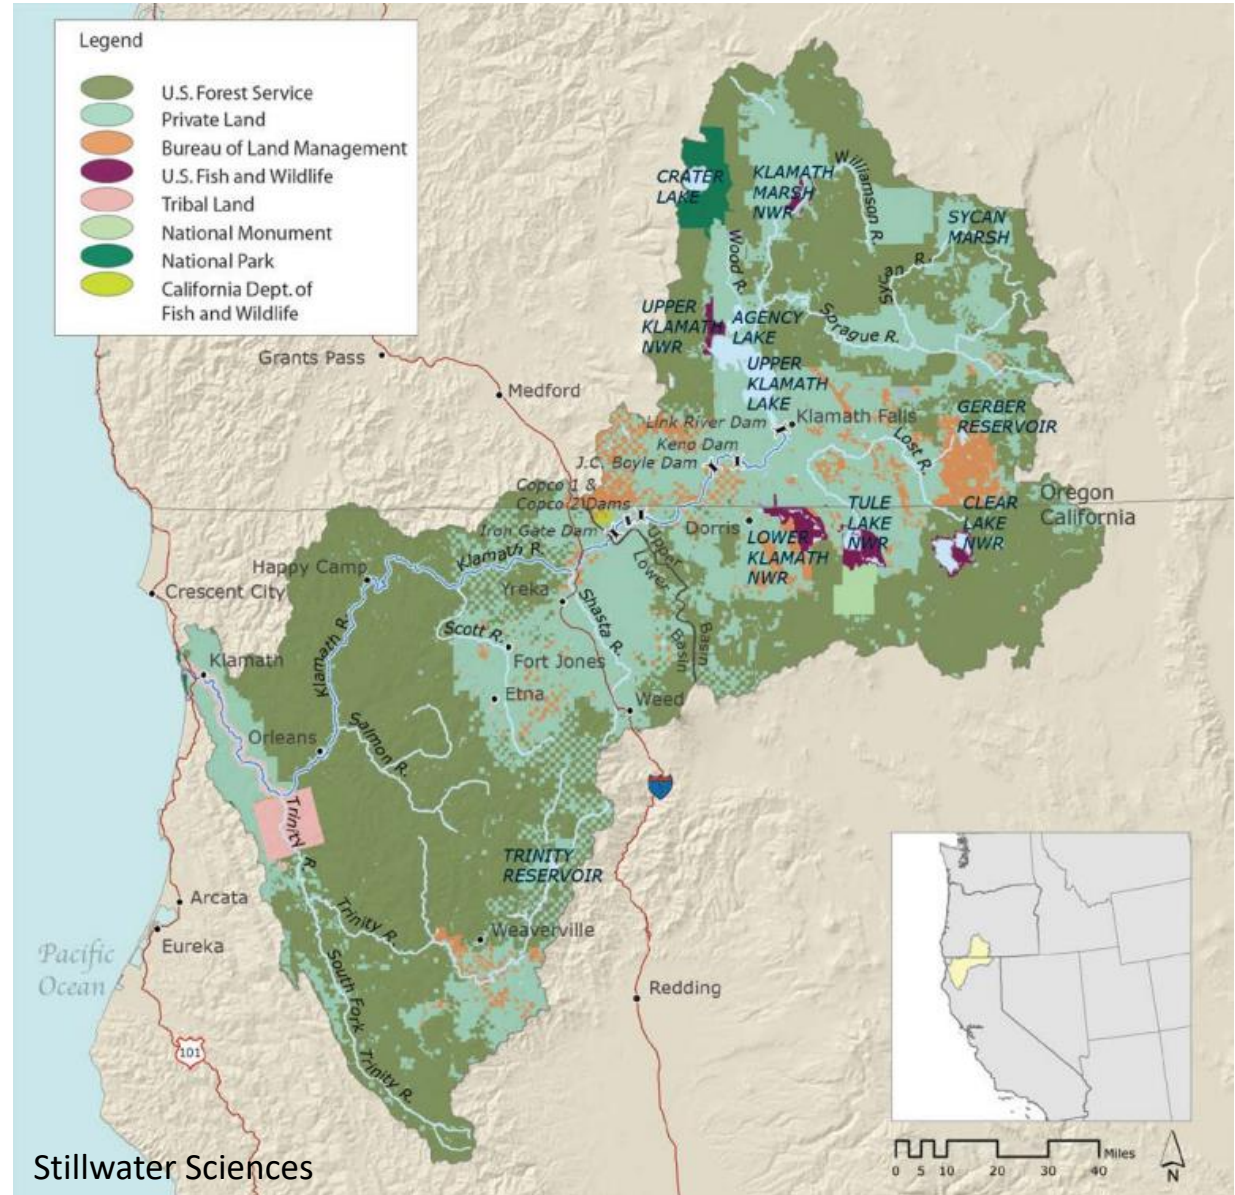 Legend
U.S. Forest Service
Private Land
Bureau of Land Management
U.S. Fish and Wildlife
Tribal Land
National Monument
National Park
California Dept. of
Fish and Wildlife
CRATER
LAKE
KLAMATH
MARSH
NWR
Williamson R.
SYCAN
MARSH
Wood R.
Sycan R.
UPPER
KLAMATH
NWR
AGENCY
LAKE
Sprague R.
UPPER
KLAMATH
LAKE
Grants Pass
Medford
Link River Dam
Klamath Falls
GERBER
RESERVOIR
Keno Dam
Lost R.
J.C. Boyle Dam
Copco 1 &
Copco 2 Dams
Iron Gate Dam
Dorris
LOWER
KLAMATH
NWR
TULE
LAKE
NWR
CLEAR
LAKE
NWR
Oregon
California
Upper
Lower
Basin
Basin
Klamath R.
Happy Camp
Crescent City
Yreka
Shasta R.
Scott R.
Fort Jones
Klamath
Klamath R.
Etna
Weed
Orleans
Salmon R.
Trinity R.
TRINITY
RESERVOIR
Arcata
Trinity R.
Weaverville
Eureka
Pacific
Ocean
South Fork Trinity R.
Redding
101
0 5 10 20 30 40 Miles
N
Stillwater Sciences